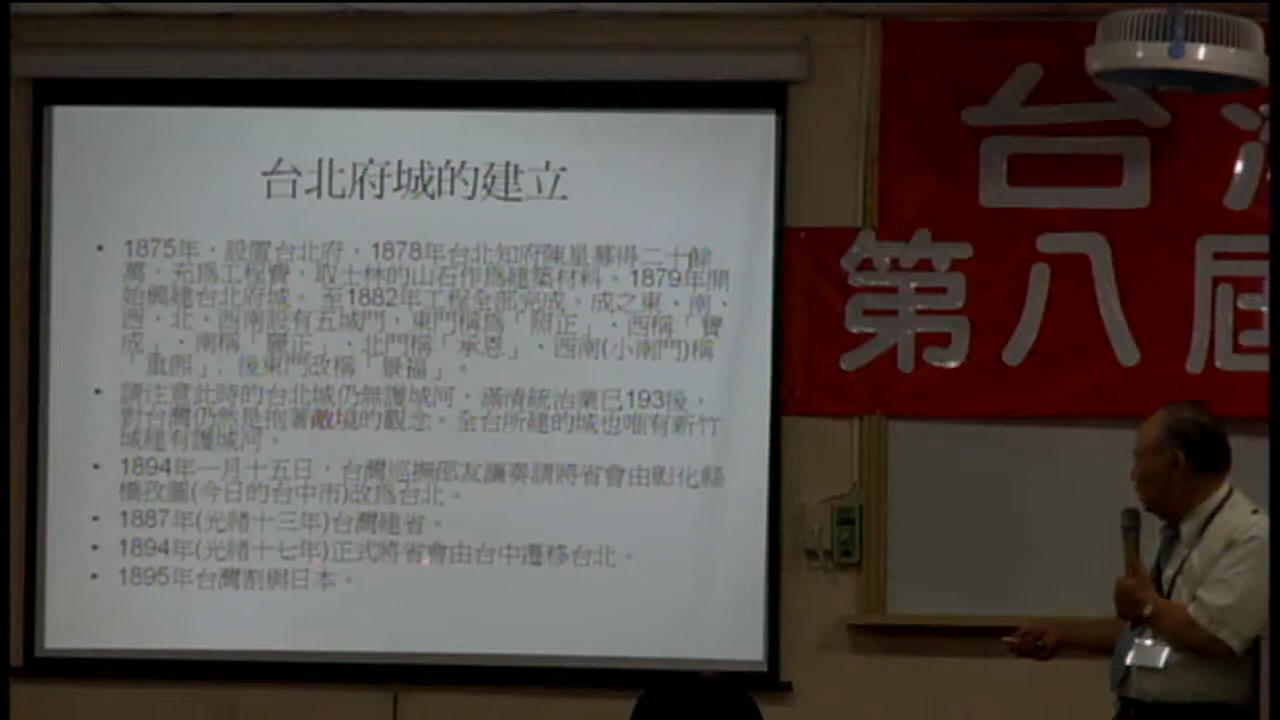 台北府城的建立
• 1875年，設置台北府，1878年台北知府陳星聚得二十餘
萬，充為工程費，取士林的山石作為建築材料。1879年開
始興建台北府城，至1882年工程全部完成，成之東、南、
西、北、西南設有五城門，東門稱為「照正」、西稱「寶
成」、南稱「麗正」、北門稱「承恩」、西南(小南門)稱
「重熙」，後東門改稱「景福」。
• 請注意此時的台北城仍無護城河，滿清統治業已193後，
對台灣仍然是抱著敵境的觀念。全台所建的城也唯有新竹
城建有護城河。
• 1894年一月十五日，台灣巡撫邵友濂奏請將省會由彰化縣
橋孜圖(今日的台中市)改為台北。
• 1887年(光緒十三年)台灣建省。
• 1894年(光緒十七年)正式將省會由台中遷移台北。
• 1895年台灣割與日本。
台
第八屆